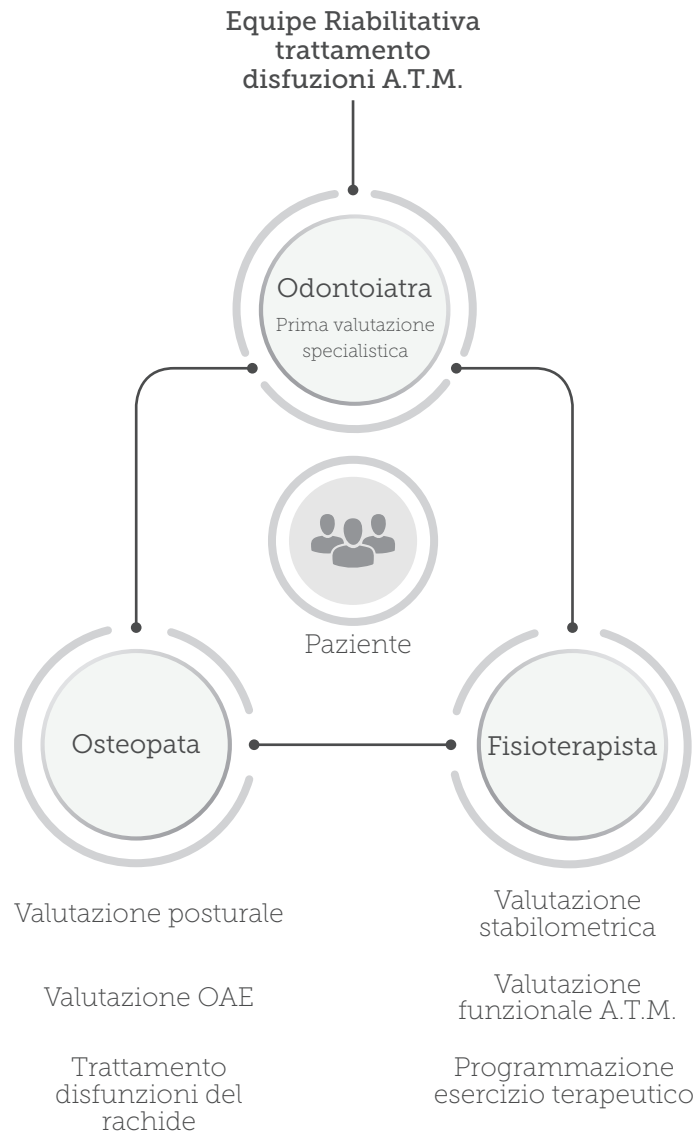 Equipe Riabilitativa
trattamento
disfuzioni A.T.M.
Odontoiatra
Prima valutazione
specialistica
Paziente
Osteopata
Fisioterapista
Valutazione posturale
Valutazione OAE
Trattamento
disfunzioni del
rachide
Valutazione
stabilometrica
Valutazione
funzionale A.T.M.
Programmazione
esercizio terapeutico